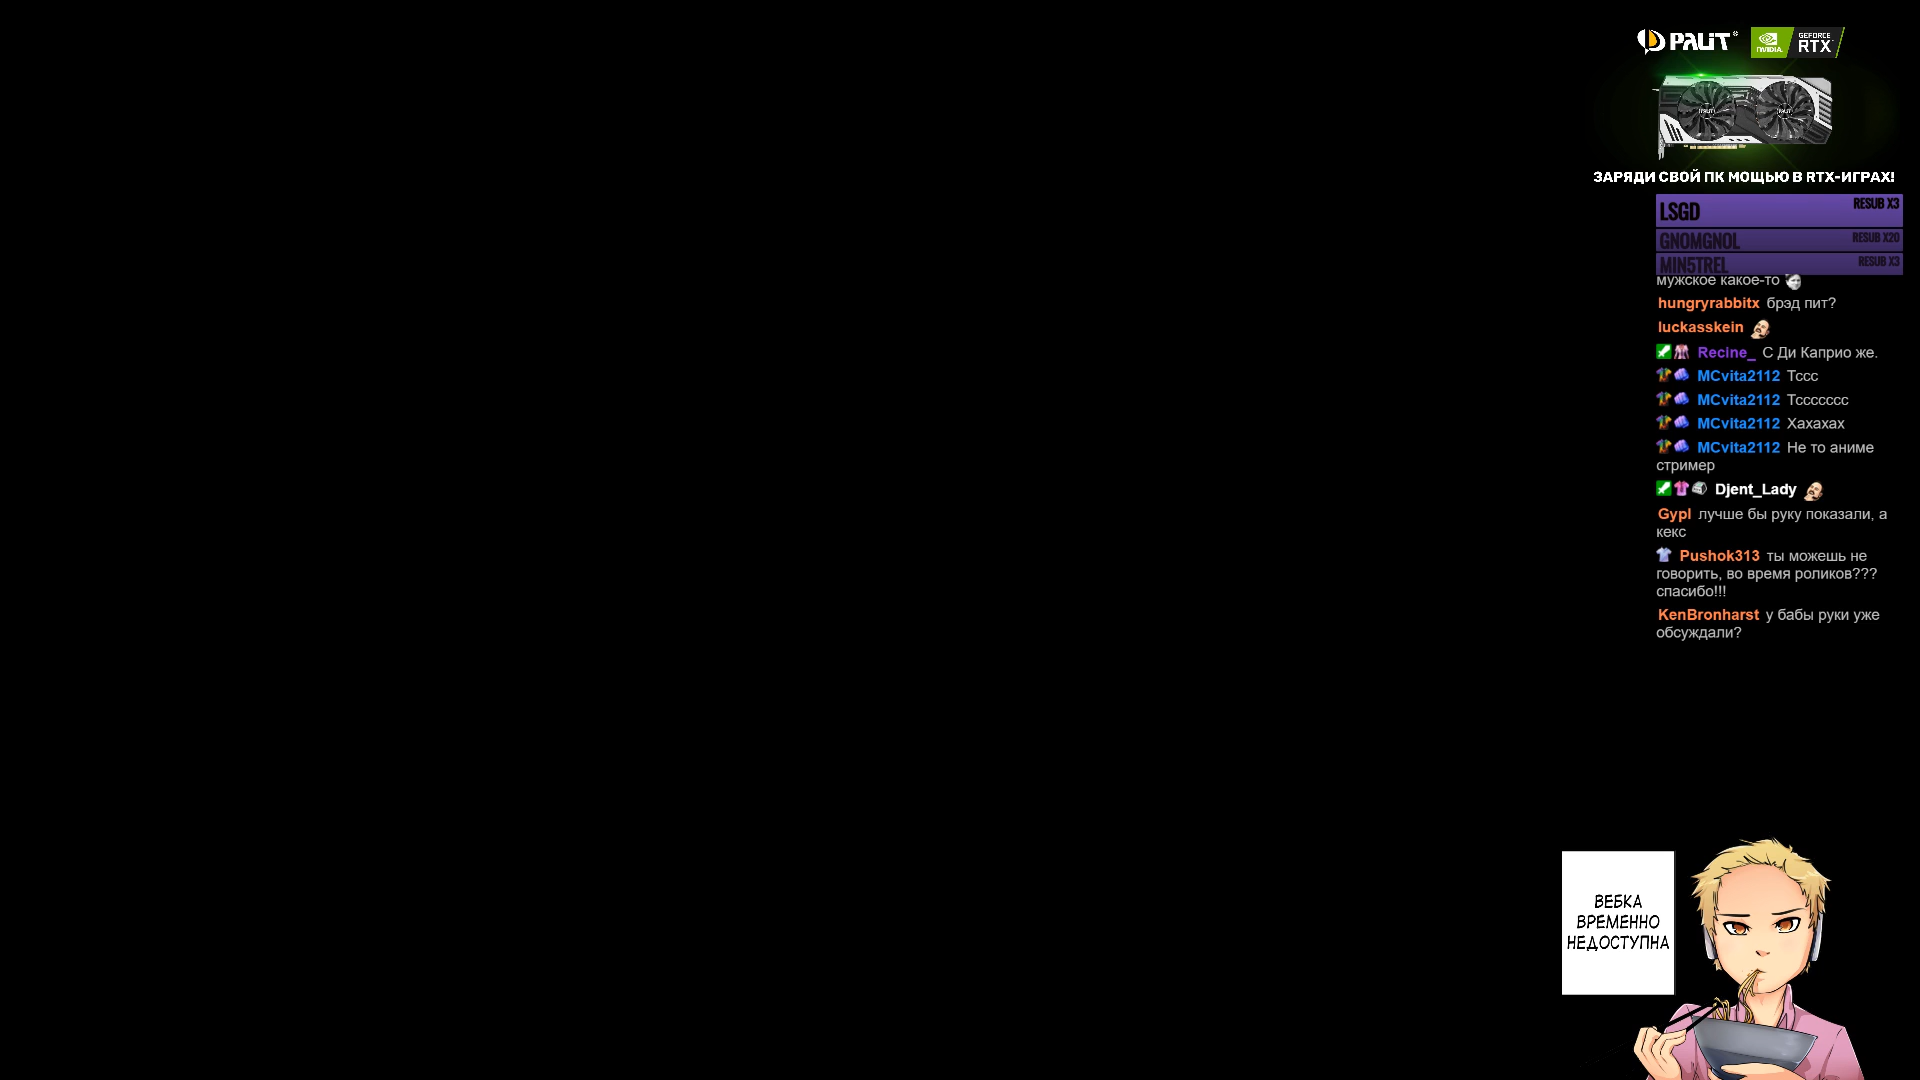 PALIT
NVIDIA
GEFORCE
RTX
ЗАРЯДИ СВОЙ ПК МОЩЬЮ В RTX-ИГРАХ!
LSGD RESUB X3
GNOMGNOL RESUB X20
MIN5TREL RESUB X3
мужское какое-то
hungryrabbitx брэд пит?
luckasskein
Recine_ С Ди Каприо же.
MCvita2112 Тссс
MCvita2112 Тссссссс
MCvita2112 Хахахах
MCvita2112 Не то аниме
стример
Djent_Lady
Gypl лучше бы руку показали, а
кекс
Pushok313 ты можешь не
говорить, во время роликов???
спасибо!!!
KenBronharst у бабы руки уже
обсуждали?
ВЕБКА
ВРЕМЕННО
НЕДОСТУПНА